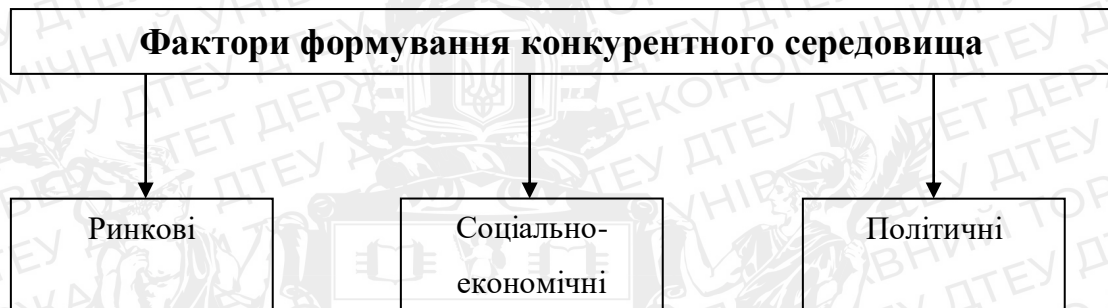 Фактори формування конкурентного середовища
Ринкові
Соціально-
економічні
Політичні